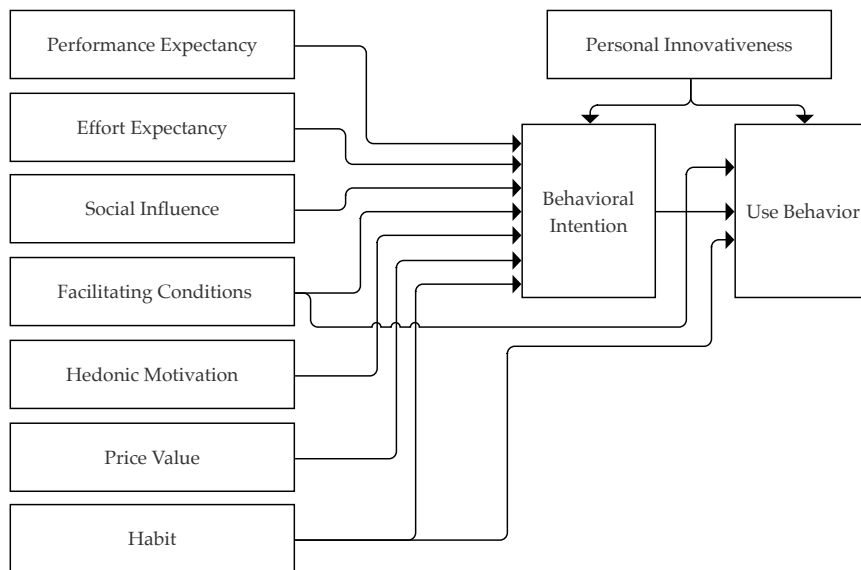 Performance Expectancy
Personal Innovativeness
Effort Expectancy
Social Influence
Behavioral
Intention
Use Behavior
Facilitating Conditions
Hedonic Motivation
Price Value
Habit